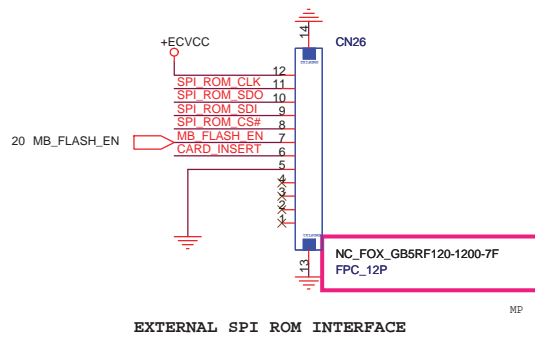 14
CN26
+ECVCC
12
SPI_ROM_CLK 11
SPI_ROM_SDO 10
SPI_ROM_SDI 9
SPI_ROM_CS# 8
20 MB_FLASH_EN MB_FLASH_EN 7
CARD_INSERT 6
5
4
3
2
1
13
NC_FOX_GB5RF120-1200-7F
FPC_12P
MP
EXTERNAL SPI ROM INTERFACE